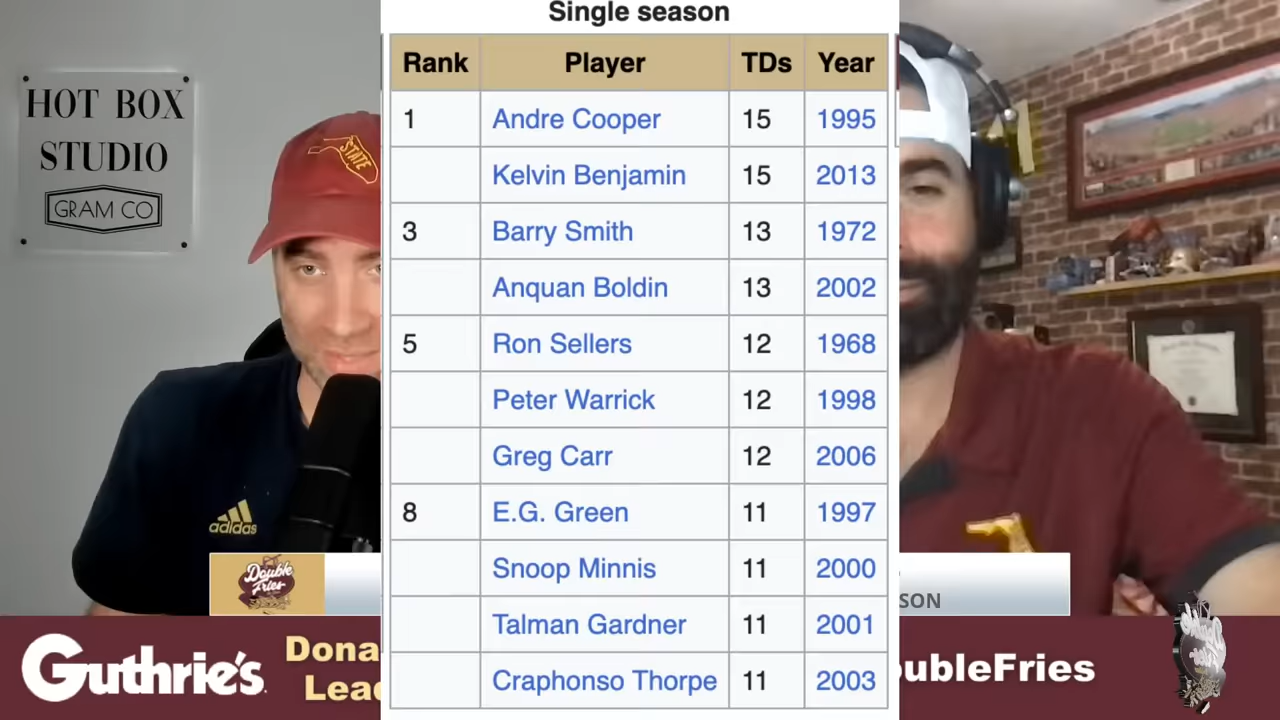 Single season
Rank Player TDs Year
1 Andre Cooper 15 1995
Kelvin Benjamin 15 2013
3 Barry Smith 13 1972
Anquan Boldin 13 2002
5 Ron Sellers 12 1968
Peter Warrick 12 1998
Greg Carr 12 2006
8 E.G. Green 11 1997
Snoop Minnis 11 2000
Talman Gardner 11 2001
Craphonso Thorpe 11 2003
HOT BOX
STUDIO
GRAM CO
STATE
adidas
Double
Fries
SON
Guthrie's
Dona
Lea
oubleFries